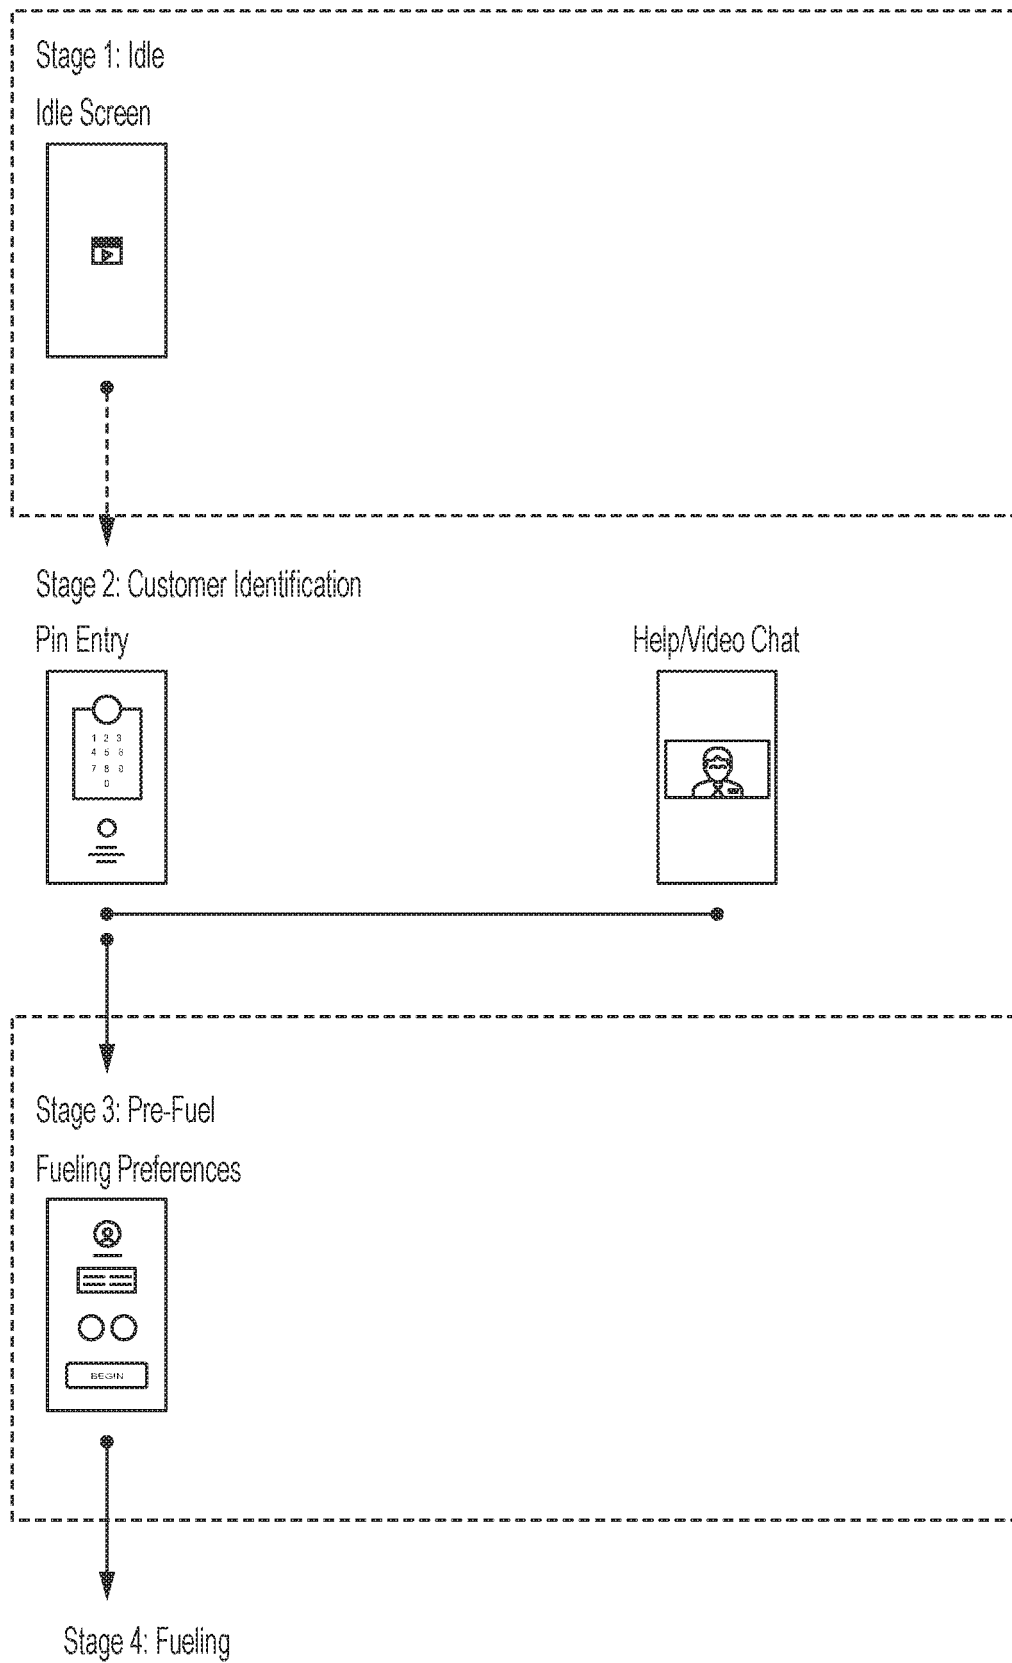 Stage 1: Idle
Idle Screen
Stage 2: Customer Identification
Pin Entry
Help/Video Chat
1 2 3
4 5 6
7 8 9
0
Stage 3: Pre-Fuel
Fueling Preferences
BEGIN
Stage 4: Fueling